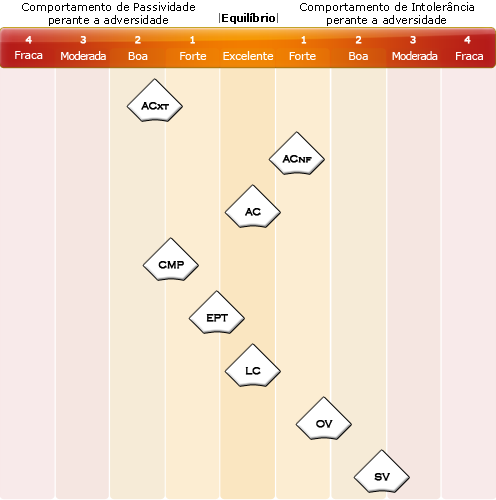 Comportamento de Passividade
perante a adversidade
|Equilíbrio|
Comportamento de Intolerância
perante a adversidade
4 3 2 1 1 2 3 4
Fraca Moderada Boa Forte Excelente Forte Boa Moderada Fraca
ACXT
ACNF
AC
CMP
EPT
LC
OV
SV